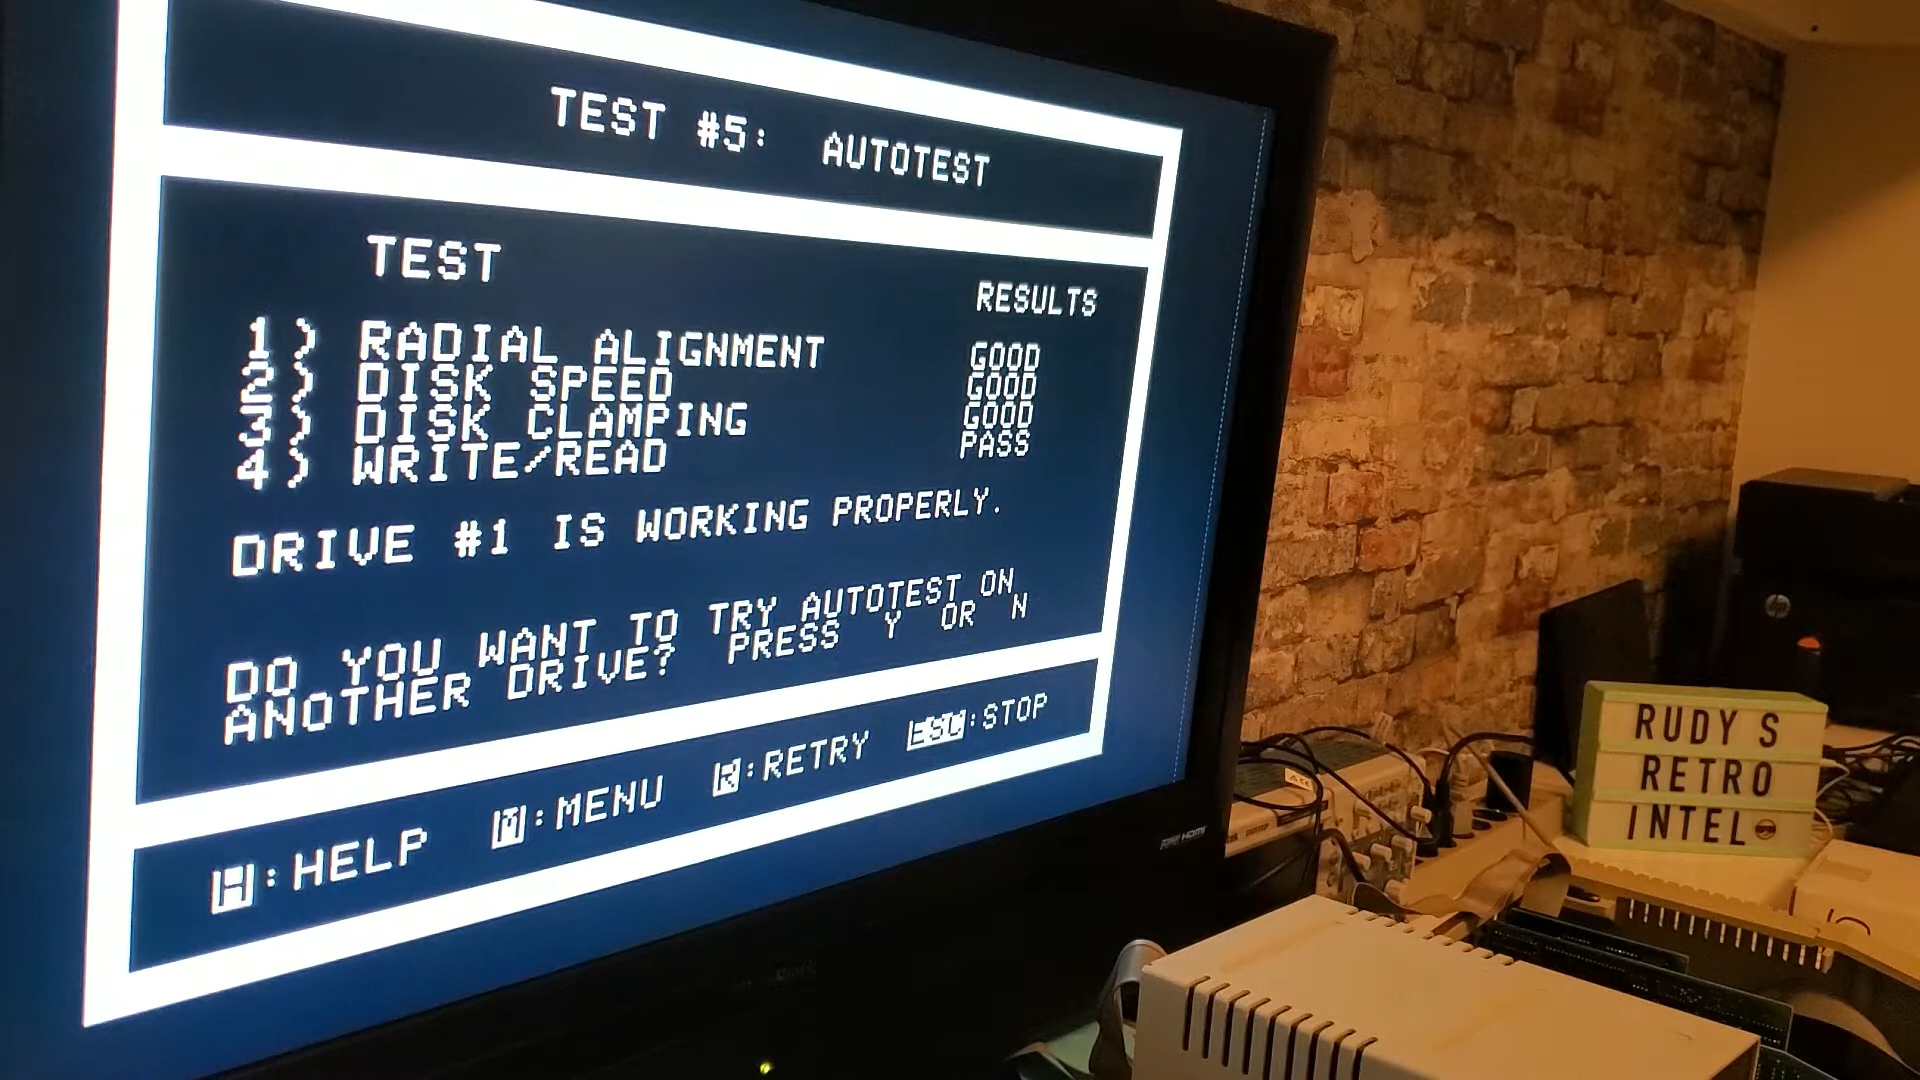 TEST #5: AUTOTEST
TEST RESULTS
1) RADIAL ALIGNMENT GOOD
2) DISK SPEED GOOD
3) DISK CLAMPING GOOD
4) WRITE/READ PASS
DRIVE #1 IS WORKING PROPERLY.
DO YOU WANT TO TRY AUTOTEST ON
ANOTHER DRIVE? PRESS Y OR N
H:HELP M:MENU R:RETRY ESC:STOP
HDMI
hp
RUDY S
RETRO
INTEL